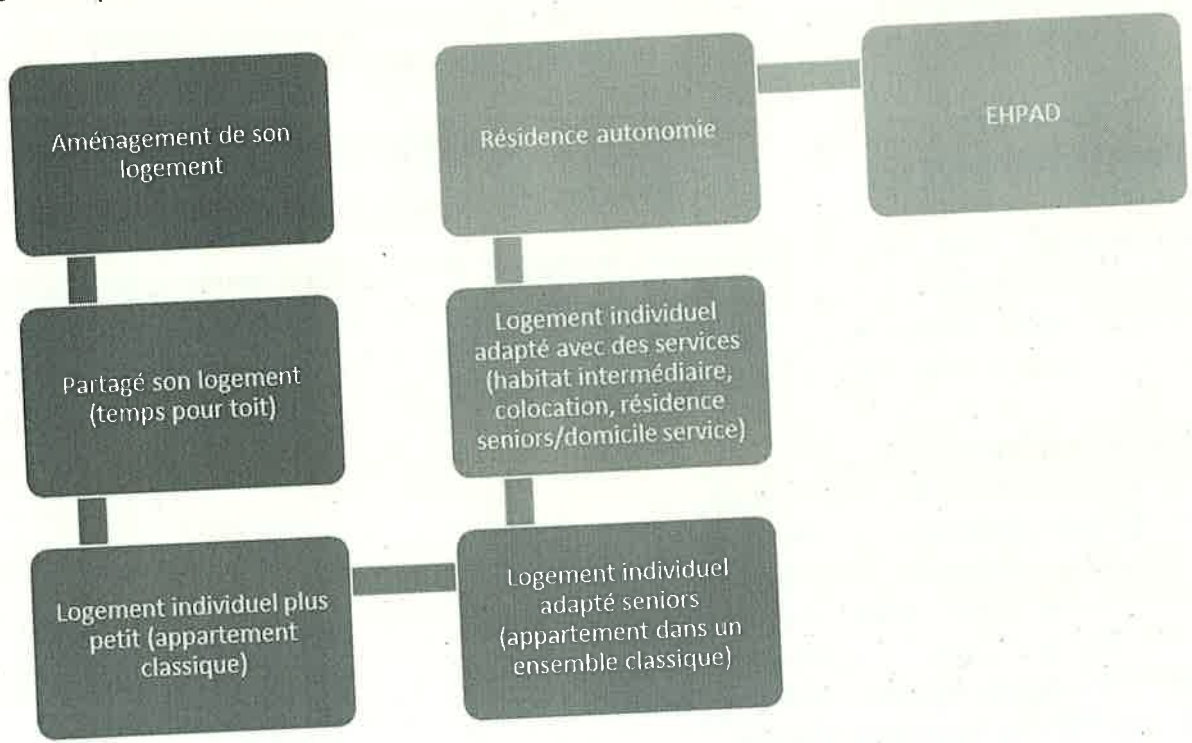 Aménagement de son
logement
Partagé son logement
(temps pour toit)
Logement individuel plus
petit (appartement
classique)
Logement individuel
adapté seniors
(appartement dans un
ensemble classique)
Logement individuel
adapté avec des services
(habitat intermédiaire,
colocation, résidence
seniors/domicile service)
Résidence autonomie
EHPAD